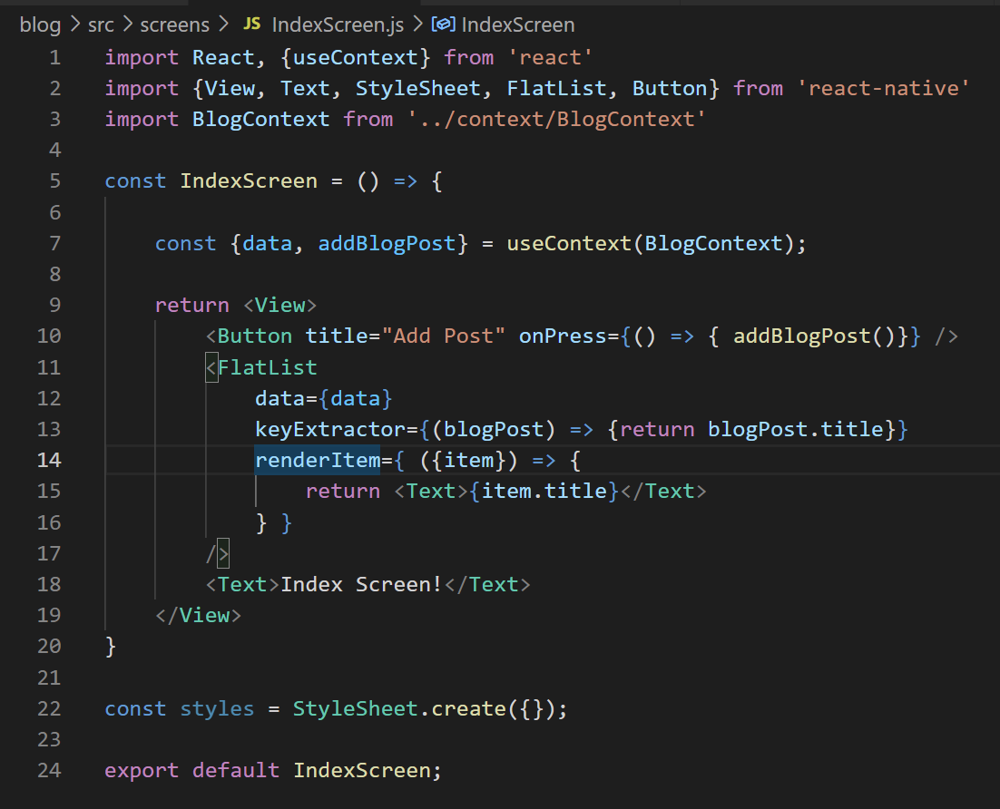 blog > src > screens > JS IndexScreen.js > IndexScreen
1 import React, {useContext} from 'react'
2 import {View, Text, StyleSheet, FlatList, Button} from 'react-native'
3 import BlogContext from '../context/BlogContext'
4
5 const IndexScreen = () => {
6
7     const {data, addBlogPost} = useContext(BlogContext);
8
9     return <View>
10         <Button title="Add Post" onPress={() => { addBlogPost()}} />
11         <FlatList
12             data={data}
13             keyExtractor={(blogPost) => {return blogPost.title}}
14             renderItem={ ({item}) => {
15                 return <Text>{item.title}</Text>
16             } }
17         />
18         <Text>Index Screen!</Text>
19     </View>
20 }
21
22 const styles = StyleSheet.create({});
23
24 export default IndexScreen;